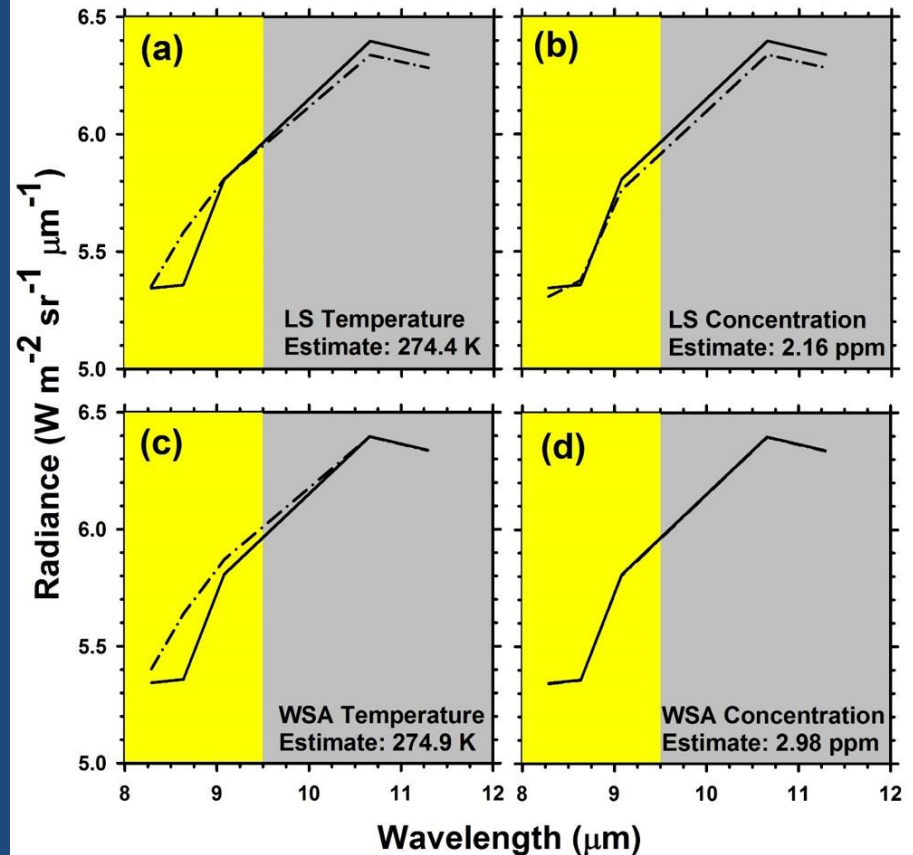 Radiance (W m⁻² sr⁻¹ μm⁻¹)
6.5
6.0
5.5
5.0
(a)
LS Temperature
Estimate: 274.4 K
(b)
LS Concentration
Estimate: 2.16 ppm
6.5
6.0
5.5
5.0
(c)
WSA Temperature
Estimate: 274.9 K
(d)
WSA Concentration
Estimate: 2.98 ppm
8 9 10 11 12
8 9 10 11 12
Wavelength (μm)